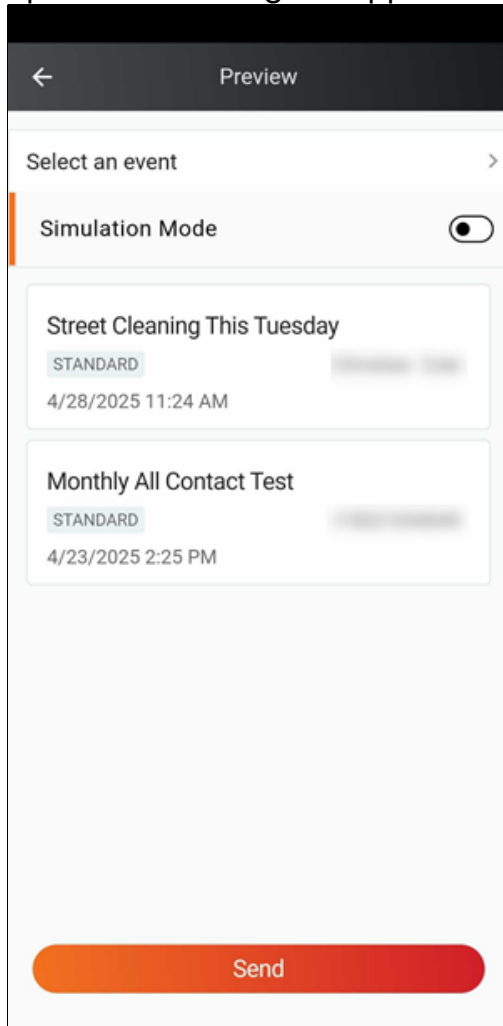 Preview
Select an event
Simulation Mode
Street Cleaning This Tuesday
STANDARD
4/28/2025 11:24 AM
Monthly All Contact Test
STANDARD
4/23/2025 2:25 PM
Send